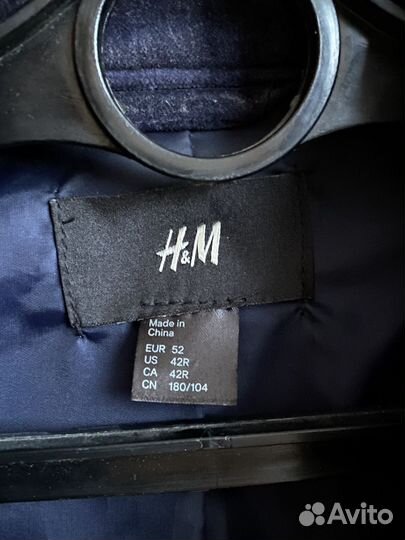 H&M
Made in
China
EUR 52
US 42R
CA 42R
CN 180/104
Avito